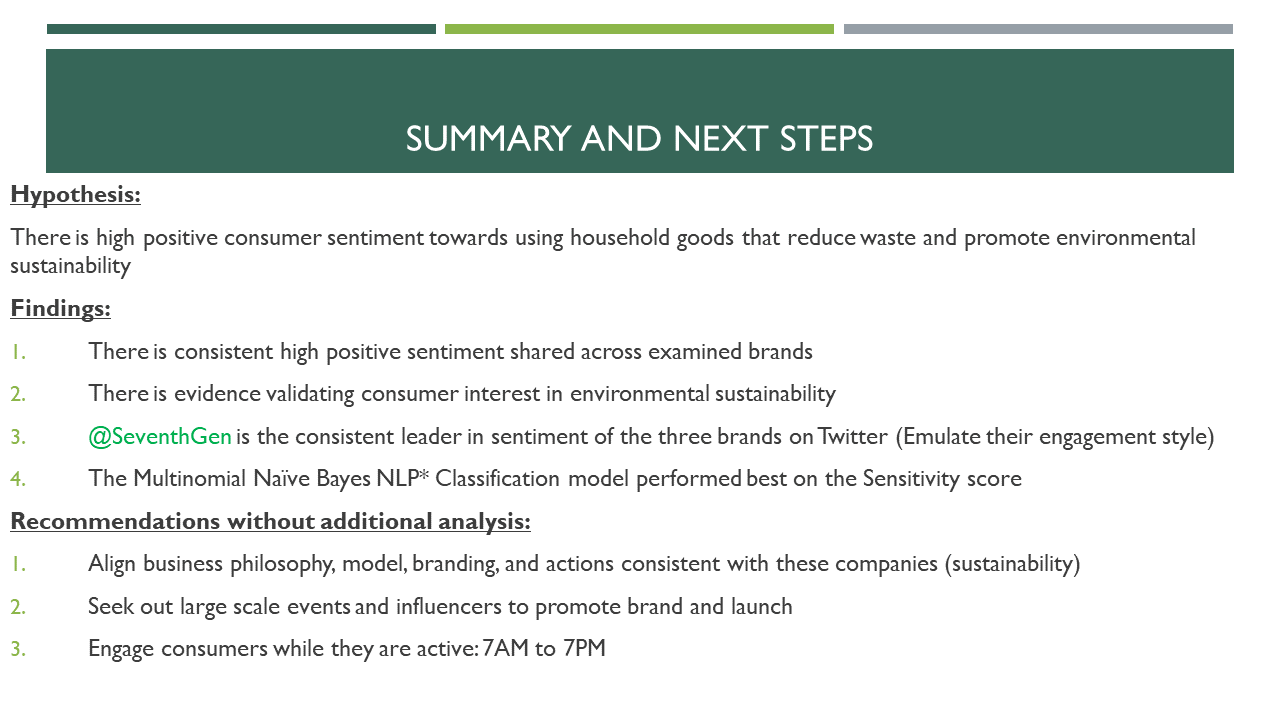 SUMMARY AND NEXT STEPS
Hypothesis:
There is high positive consumer sentiment towards using household goods that reduce waste and promote environmental
sustainability
Findings:
1. There is consistent high positive sentiment shared across examined brands
2. There is evidence validating consumer interest in environmental sustainability
3. @SeventhGen is the consistent leader in sentiment of the three brands on Twitter (Emulate their engagement style)
4. The Multinomial Naïve Bayes NLP* Classification model performed best on the Sensitivity score
Recommendations without additional analysis:
1. Align business philosophy, model, branding, and actions consistent with these companies (sustainability)
2. Seek out large scale events and influencers to promote brand and launch
3. Engage consumers while they are active: 7AM to 7PM